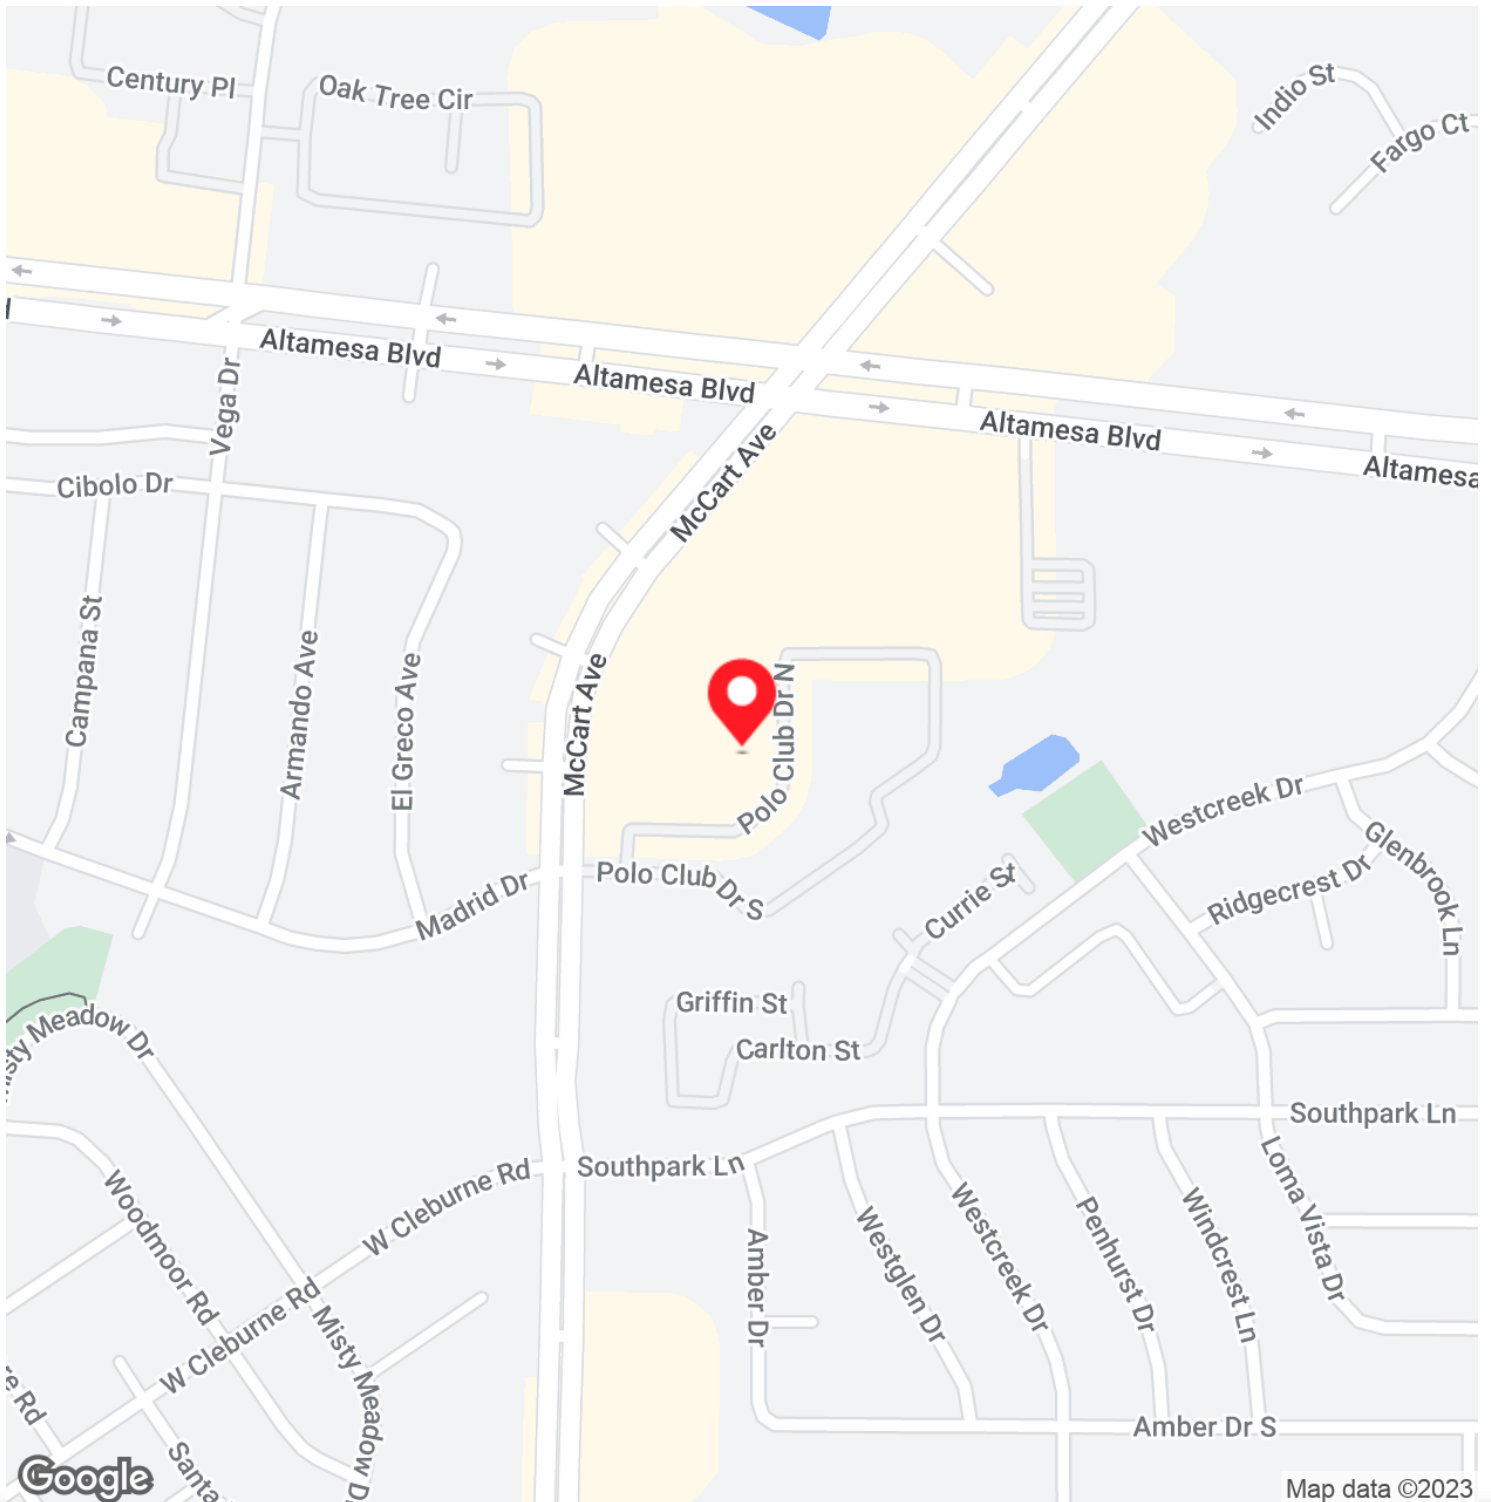 Century Pl
Oak Tree Cir
Indio St
Fargo Ct
Altamesa Blvd
Altamesa Blvd
Altamesa Blvd
Altamesa
Vega Dr
McCart Ave
Cibolo Dr
Campana St
Armando Ave
El Greco Ave
McCart Ave
Polo Club Dr N
Westcreek Dr
Glenbrook Ln
Ridgecrest Dr
Polo Club Dr S
Currie St
Madrid Dr
Griffin St
Carlton St
Misty Meadow Dr
Southpark Ln
Southpark Ln
W Cleburne Rd
Woodmoor Rd
Loma Vista Dr
Westcreek Dr
Penhurst Dr
Windcrest Ln
Westglen Dr
Amber Dr
W Cleburne Rd
Misty Meadow D
re Rd
Santa
Amber Dr S
Google
Map data ©2023